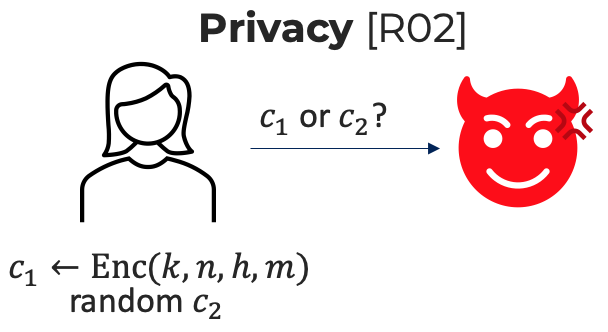 Privacy [R02]
c₁ or c₂?
c₁ ← Enc(k, n, h, m)
random c₂